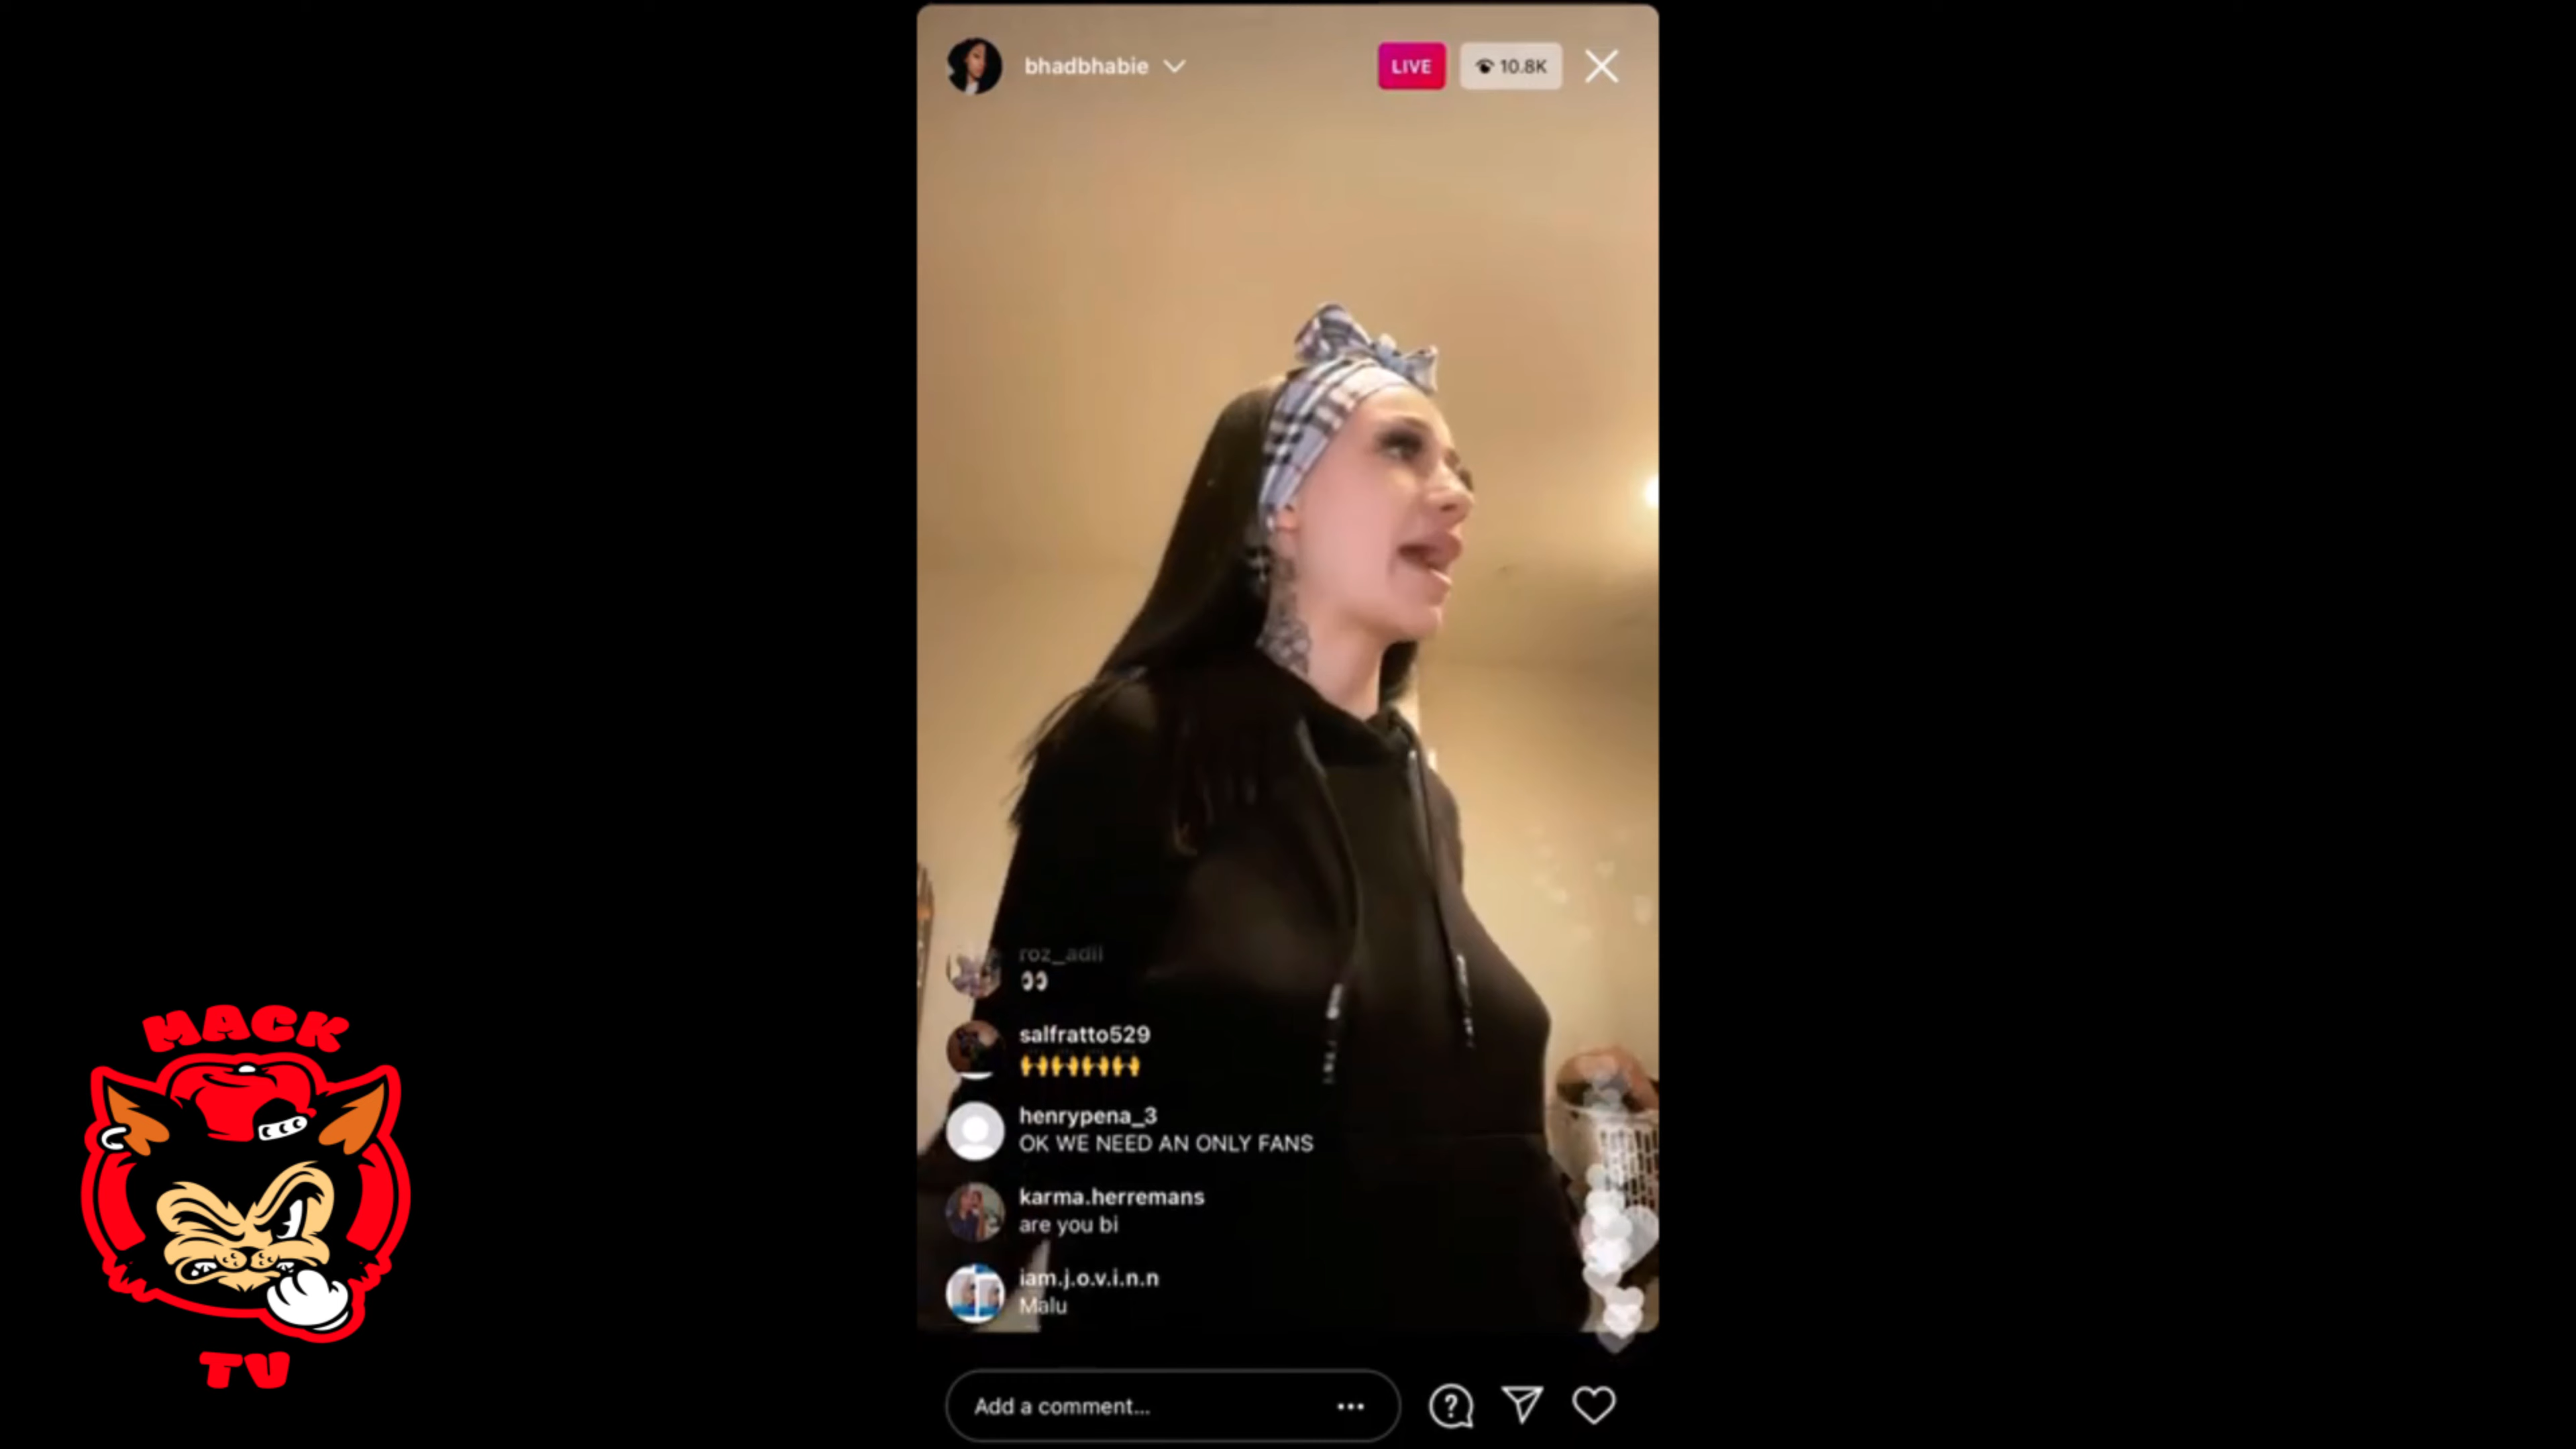 bhadbhabie
LIVE
10.8K
roz_adii
salfratto529
henrypena_3
OK WE NEED AN ONLY FANS
karma.herremans
are you bi
iam.j.o.v.i.n.n
Malu
Add a comment...
MACK
TV